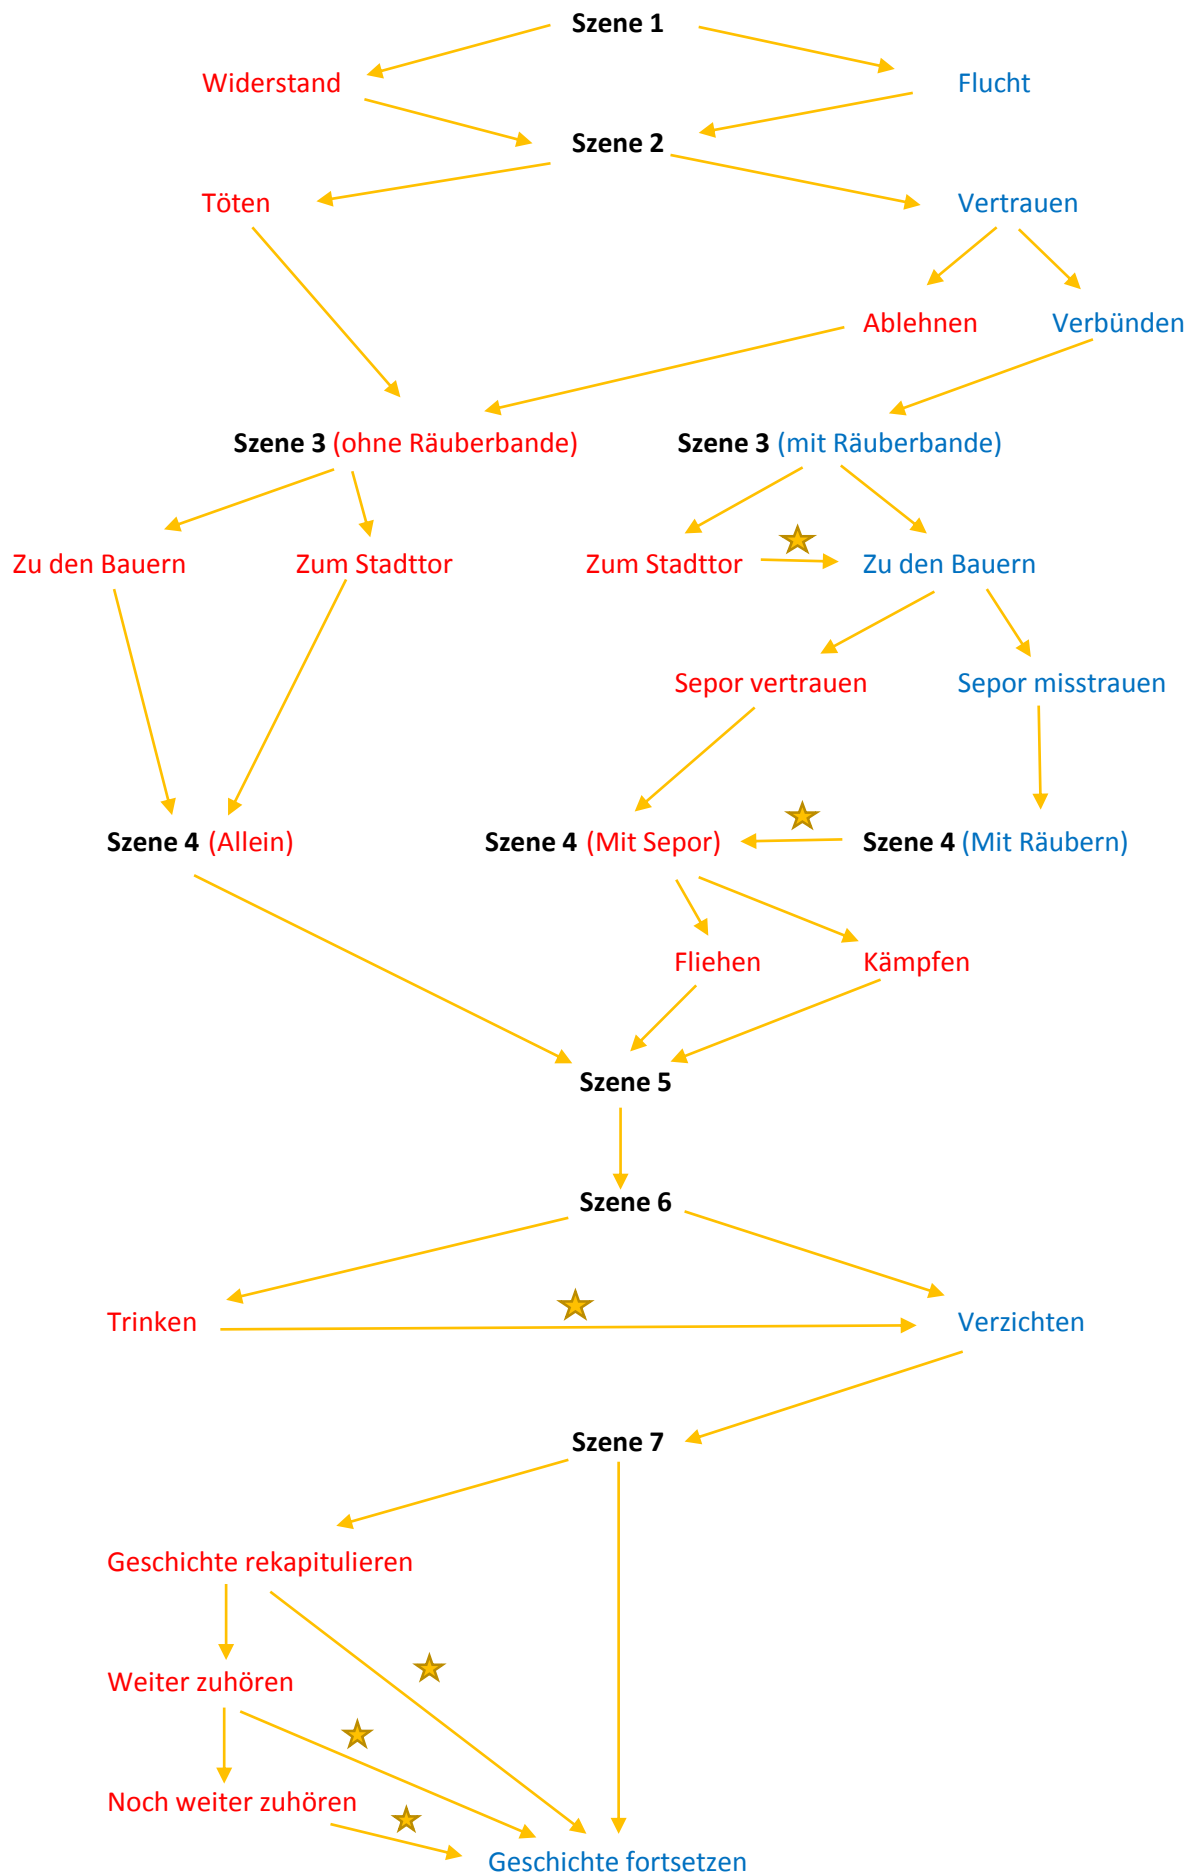 Szene 1
Widerstand Flucht
Szene 2
Töten Vertrauen
Ablehnen Verbünden
Szene 3 (ohne Räuberbande) Szene 3 (mit Räuberbande)
Zu den Bauern Zum Stadttor Zum Stadttor Zu den Bauern
Sepor vertrauen Sepor misstrauen
Szene 4 (Allein) Szene 4 (Mit Sepor) Szene 4 (Mit Räubern)
Fliehen Kämpfen
Szene 5
Szene 6
Trinken Verzichten
Szene 7
Geschichte rekapitulieren
Weiter zuhören
Noch weiter zuhören
Geschichte fortsetzen